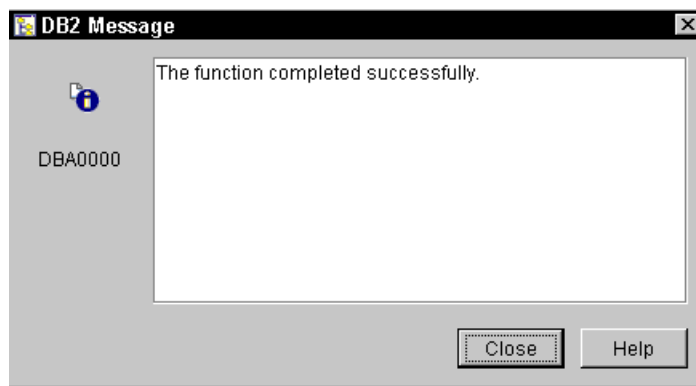 DB2 Message
The function completed successfully.
DBA0000
Close Help